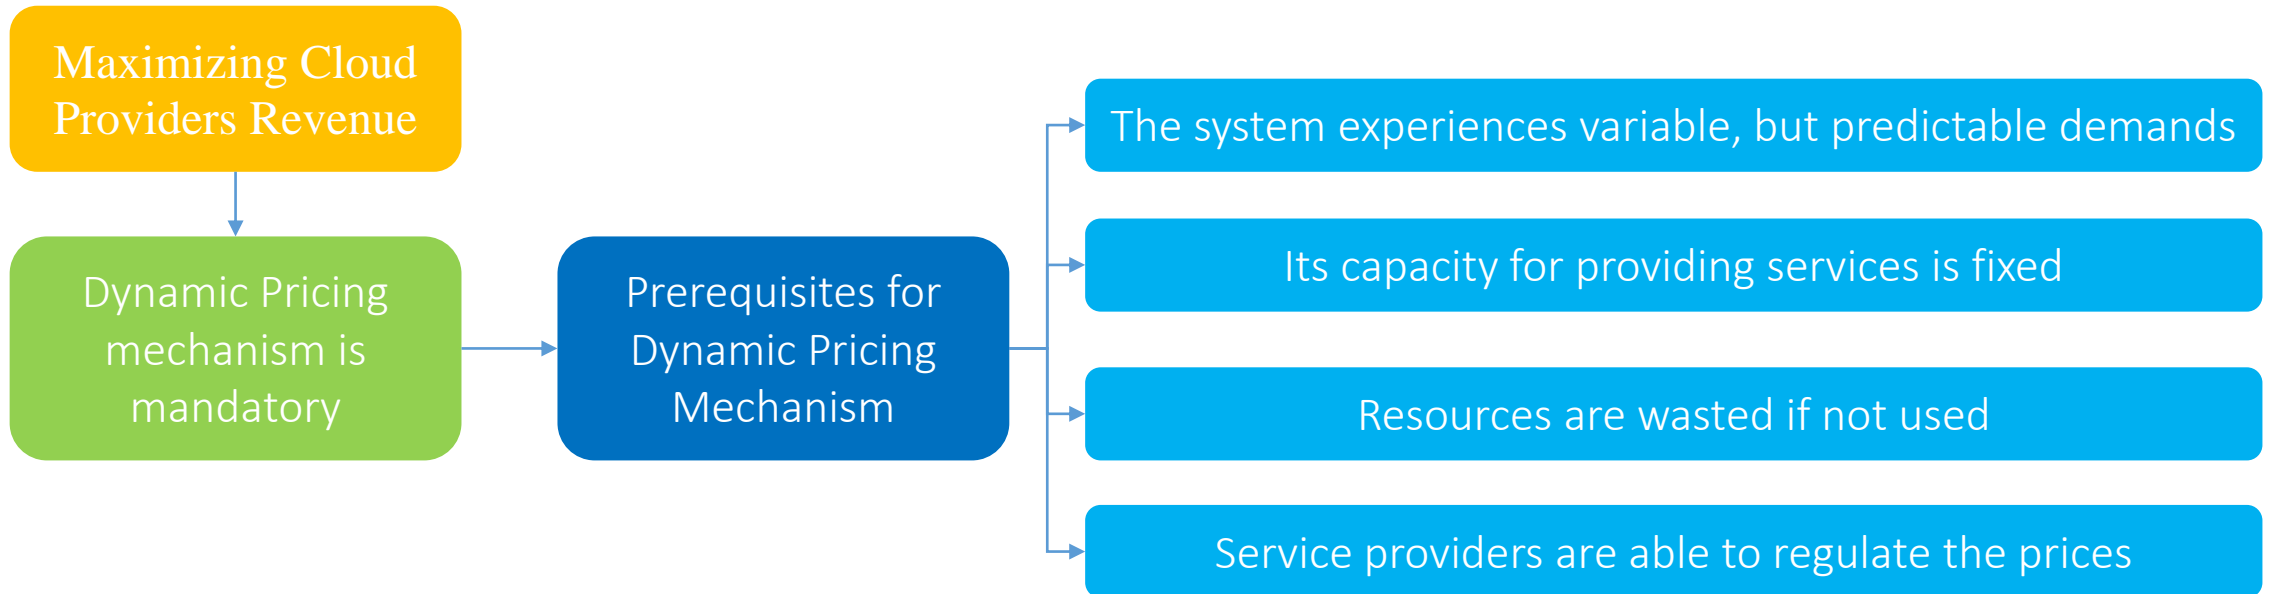 Maximizing Cloud
Providers Revenue
Dynamic Pricing
mechanism is
mandatory
Prerequisites for
Dynamic Pricing
Mechanism
The system experiences variable, but predictable demands
Its capacity for providing services is fixed
Resources are wasted if not used
Service providers are able to regulate the prices